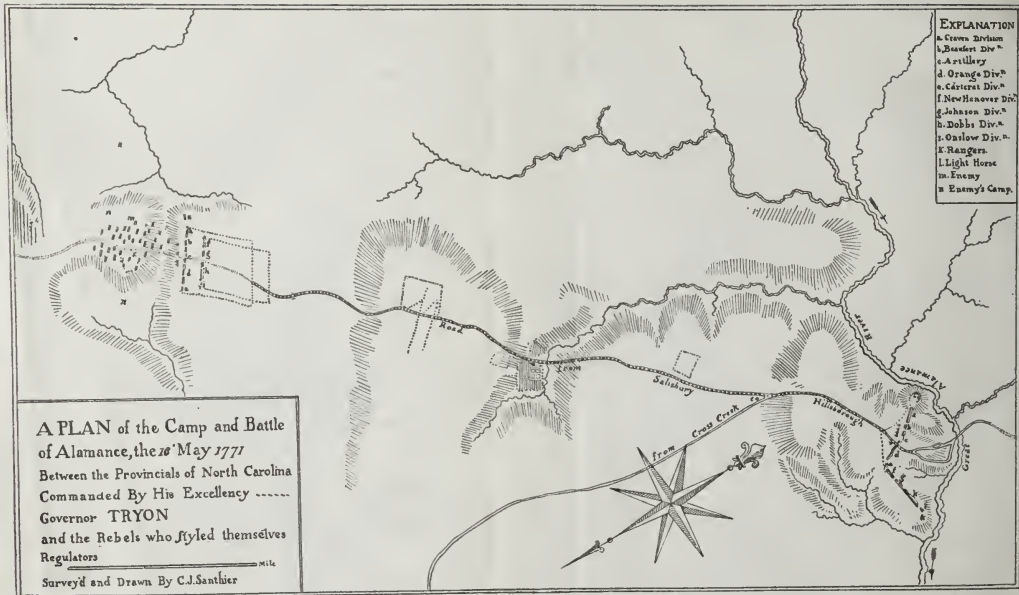 EXPLANATION
a. Craven Division
b. Beaufort Div.n
c. Artillery
d. Orange Div.n
e. Carteret Div.n
f. New Hanover Div.n
g. Johnson Div.n
h. Dobbs Div.n
i. Onslow Div.n
K. Rangers.
l. Light Horse
m. Enemy
n Enemy's Camp.
Road
from
Salisbury
to
Hillsborough
from Cross Creek
Great
Alamance
River
A PLAN of the Camp and Battle
of Alamance, the 16 May 1771
Between the Provincials of North Carolina
Commanded By His Excellency ------
Governor TRYON
and the Rebels who styled themselves
Regulators
Mile
Survey'd and Drawn By C.J. Santhier